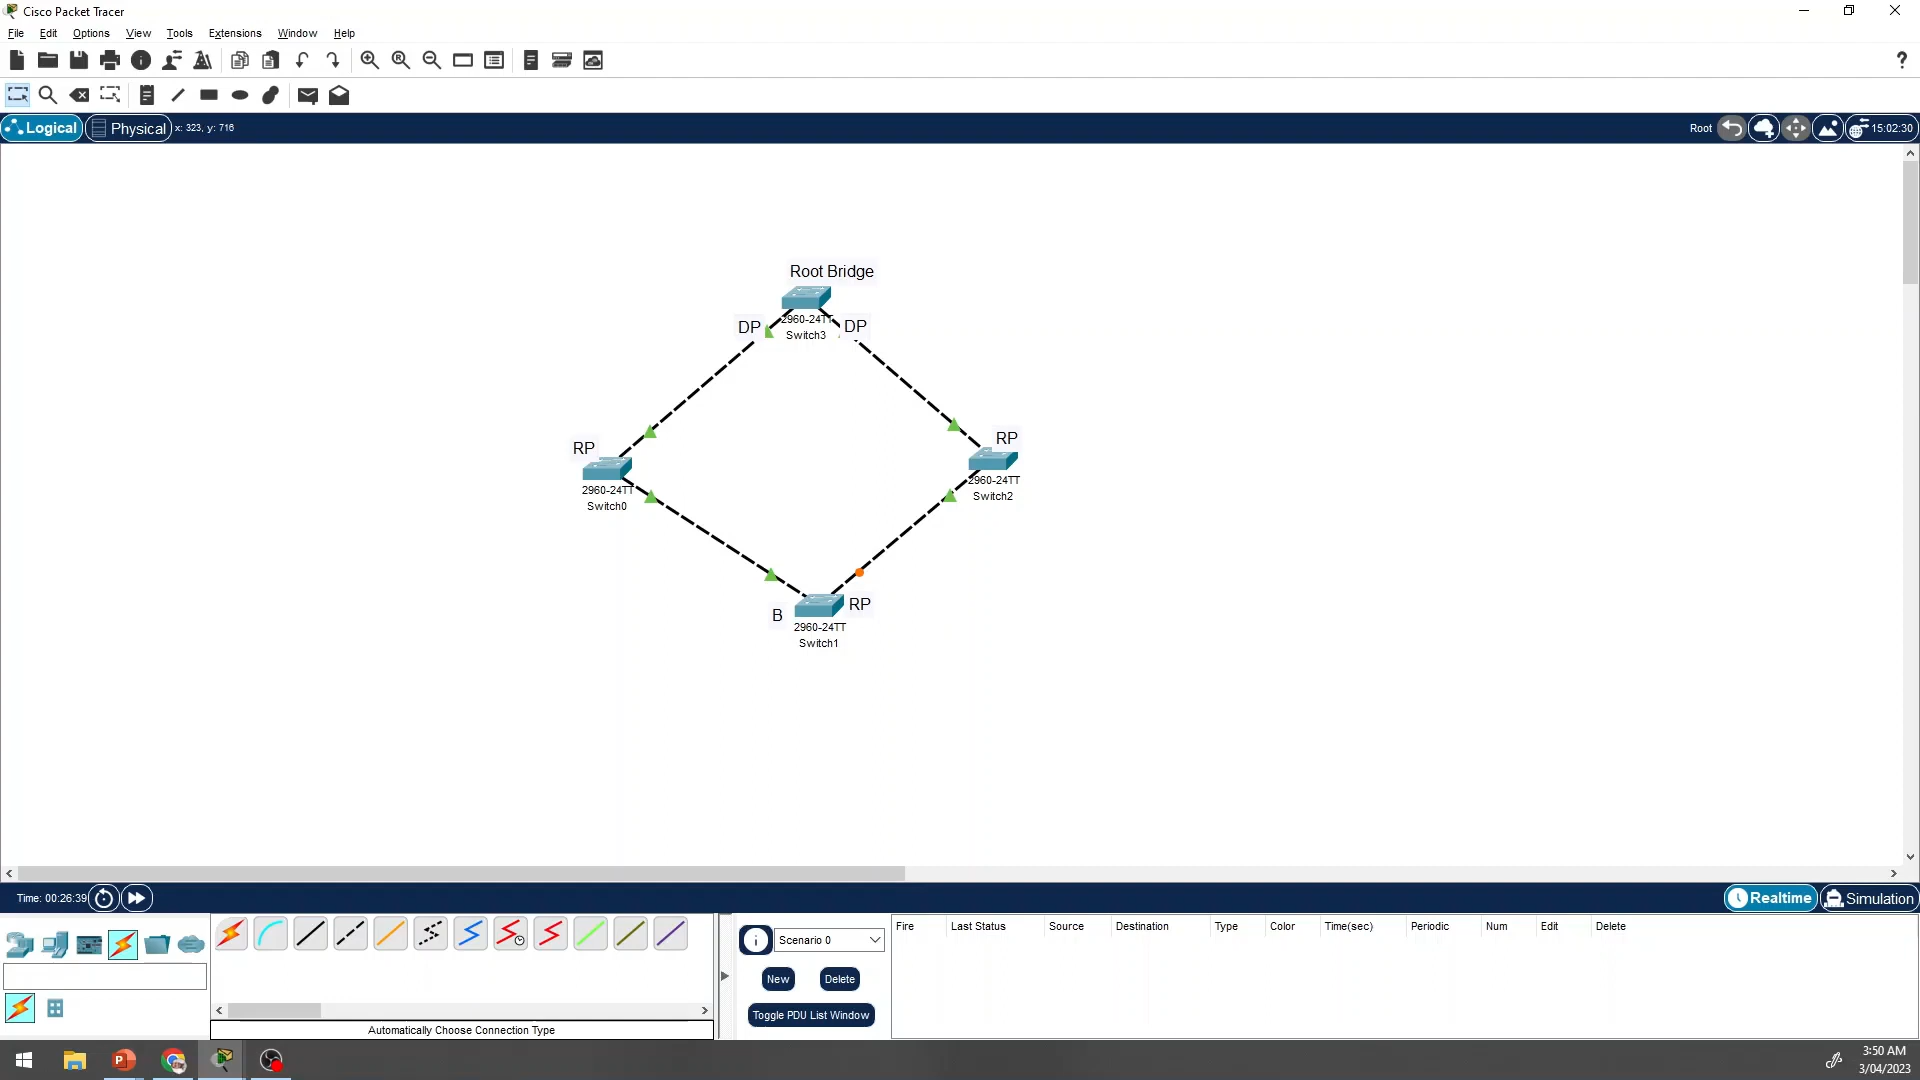 Cisco Packet Tracer
File Edit Options View Tools Extensions Window Help
?
Logical Physical x: 323, y: 716 Root 15:02:30
Root Bridge
DP DP
2960-24TT
Switch3
RP RP
2960-24TT
Switch0
2960-24TT
Switch2
B RP
2960-24TT
Switch1
Time: 00:26:39 Realtime Simulation
Scenario 0
New Delete
Toggle PDU List Window
Fire Last Status Source Destination Type Color Time(sec) Periodic Num Edit Delete
Automatically Choose Connection Type
3:50 AM
3/04/2023